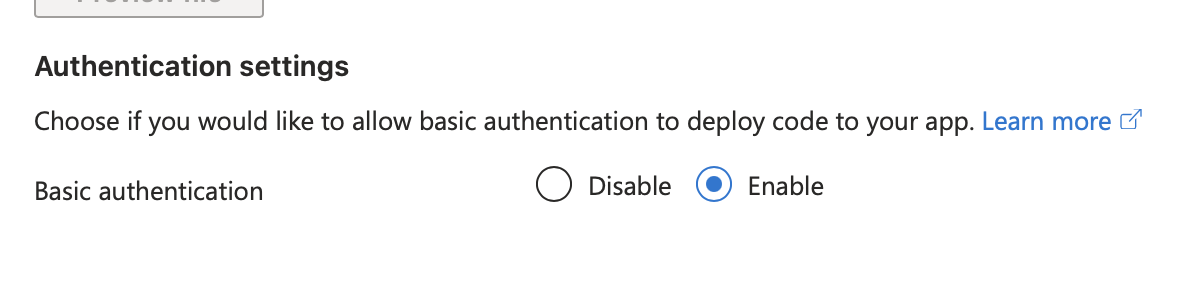 Authentication settings
Choose if you would like to allow basic authentication to deploy code to your app. Learn more
Basic authentication
Disable
Enable